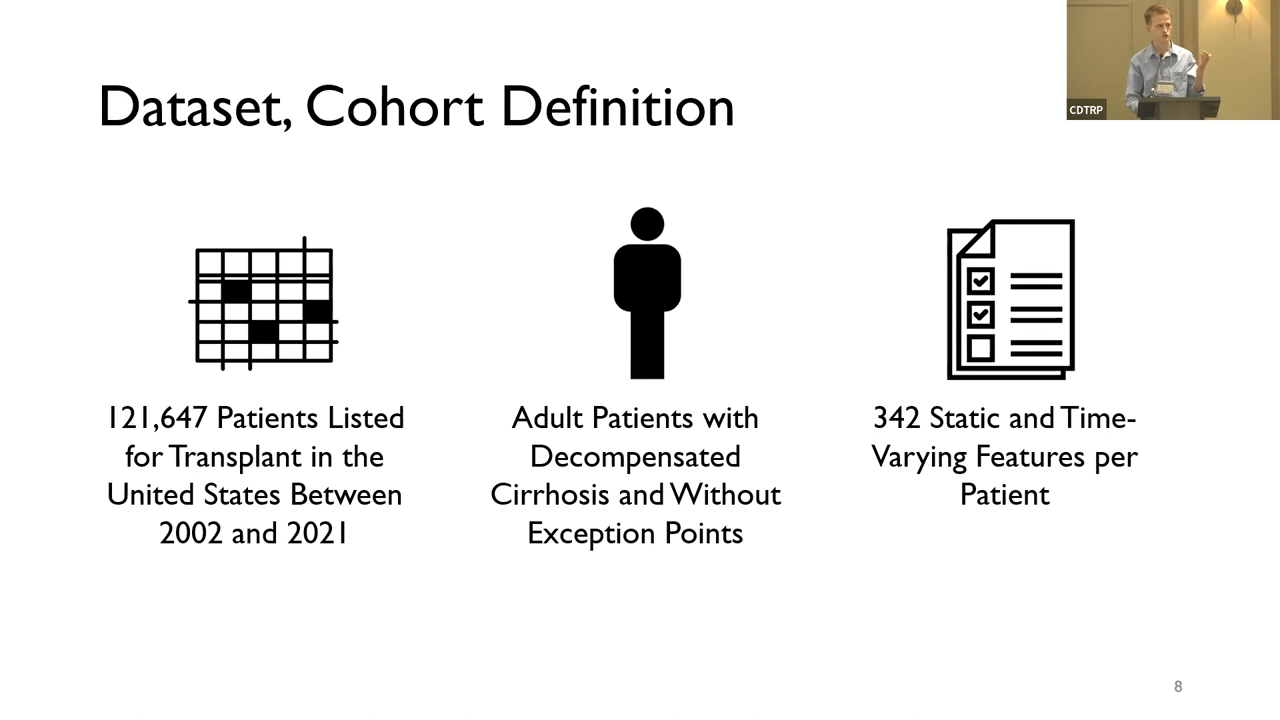 CDTRP
Dataset, Cohort Definition
121,647 Patients Listed
for Transplant in the
United States Between
2002 and 2021
Adult Patients with
Decompensated
Cirrhosis and Without
Exception Points
342 Static and Time-
Varying Features per
Patient
8